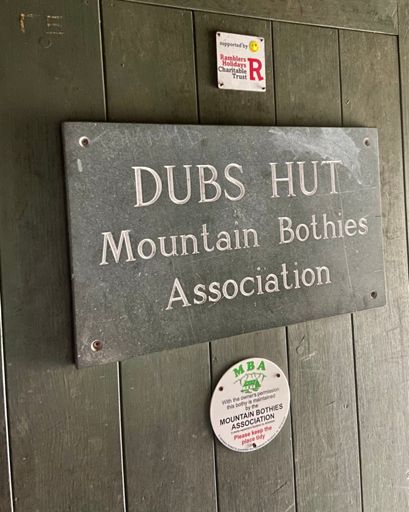 supported by
Ramblers
Holidays
Charitable
Trust
R
DUBS HUT
Mountain Bothies
Association
MBA
With the owner's permission
this bothy is maintained
by the
MOUNTAIN BOTHIES
ASSOCIATION
Please keep the
place tidy